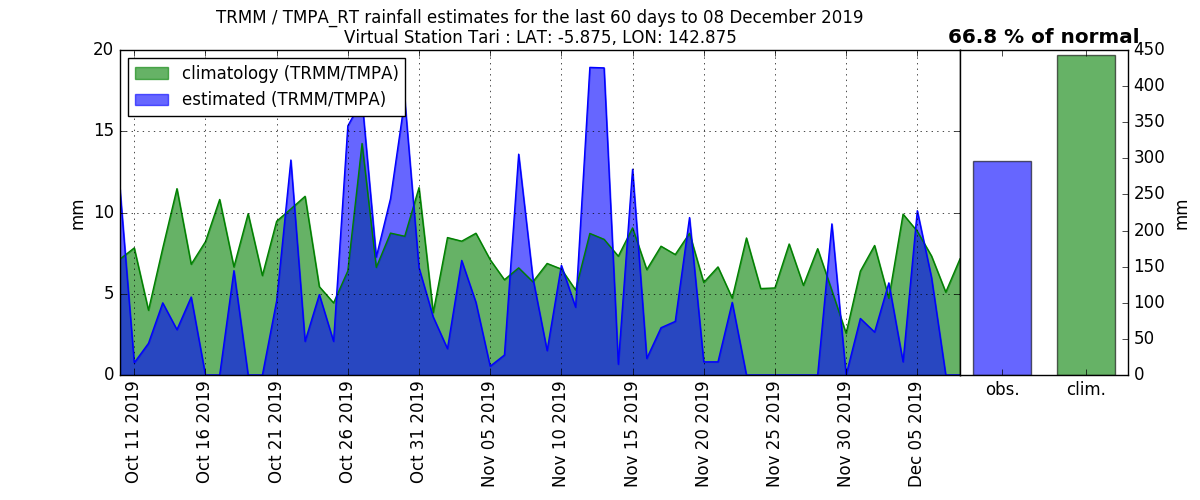 TRMM / TMPA_RT rainfall estimates for the last 60 days to 08 December 2019
Virtual Station Tari : LAT: -5.875, LON: 142.875
66.8 % of normal
climatology (TRMM/TMPA)
estimated (TRMM/TMPA)
20
15
10
5
0
mm
Oct 11 2019
Oct 16 2019
Oct 21 2019
Oct 26 2019
Oct 31 2019
Nov 05 2019
Nov 10 2019
Nov 15 2019
Nov 20 2019
Nov 25 2019
Nov 30 2019
Dec 05 2019
obs.
clim.
450
400
350
300
250
200
150
100
50
0
mm